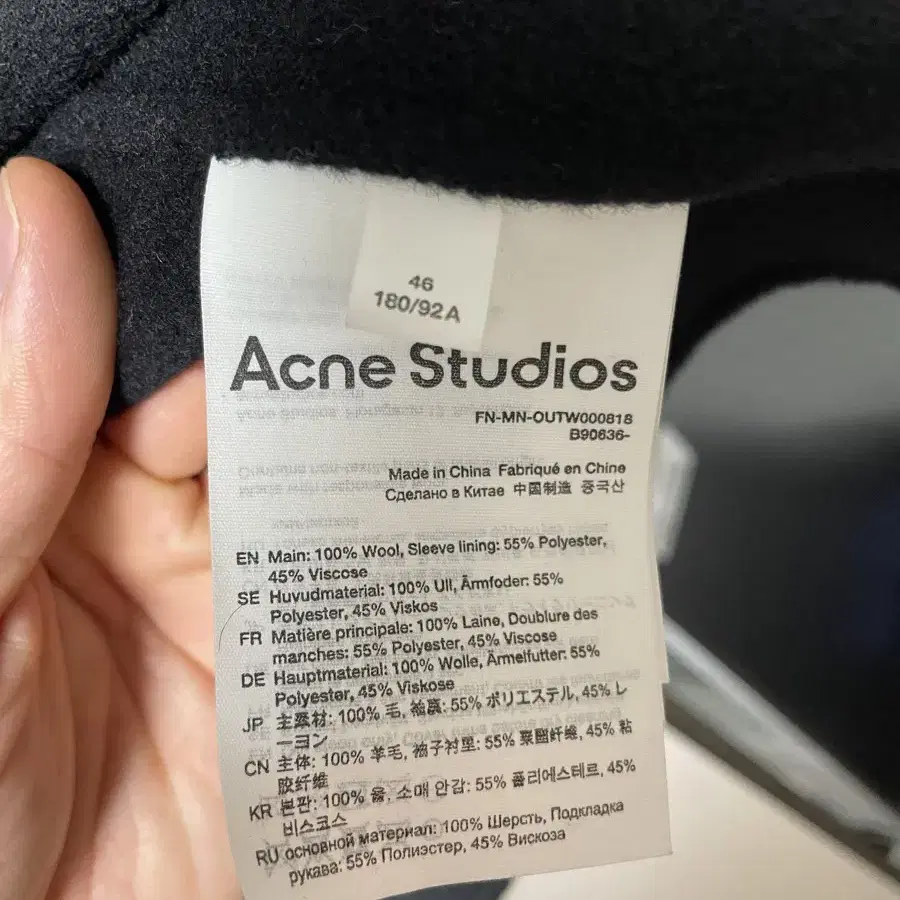 46
180/92A
Acne Studios
FN-MN-OUTW000818
B90636-
Made in China Fabriqué en Chine
Сделано в Китае 中国制造 중국산
EN Main: 100% Wool, Sleeve lining: 55% Polyester,
45% Viscose
SE Huvudmaterial: 100% Ull, Ärmfoder: 55%
Polyester, 45% Viskos
FR Matière principale: 100% Laine, Doublure des
manches: 55% Polyester, 45% Viscose
DE Hauptmaterial: 100% Wolle, Ärmelfutter: 55%
Polyester, 45% Viskose
JP 主素材: 100% 毛, 袖裏: 55% ポリエステル, 45% レ
ーヨン
CN 主体: 100% 羊毛, 袖子衬里: 55% 聚酯纤维, 45% 粘
胶纤维
KR 본판: 100% 울, 소매 안감: 55% 폴리에스테르, 45%
비스코스
RU основной материал: 100% Шерсть, Подкладка
рукава: 55% Полиэстер, 45% Вискоза